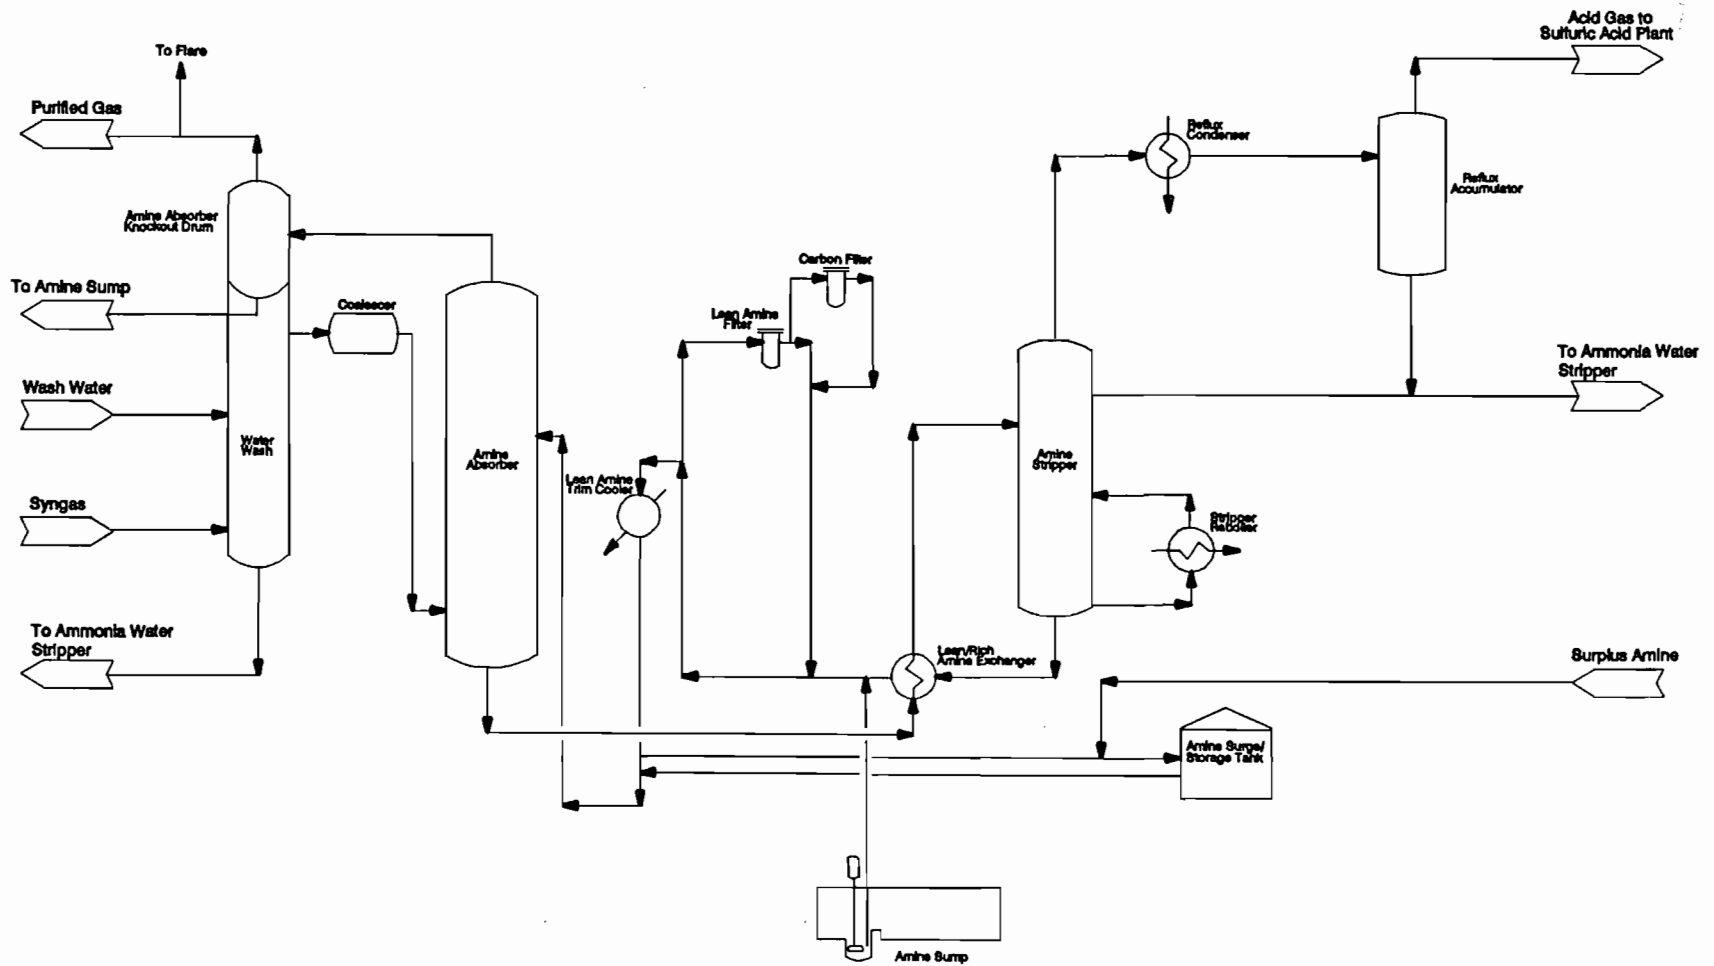 Acid Gas to
Sulfuric Acid Plant
To Flare
Purified Gas
Reflux
Condenser
Reflux
Accumulator
Amine Absorber
Knockout Drum
Carbon Filter
To Amine Sump
Coalescer
Lean Amine
Filter
To Ammonia Water
Stripper
Wash Water
Water
Wash
Amine
Absorber
Amine
Stripper
Lean Amine
Trim Cooler
Syngas
Stripper
Reboiler
To Ammonia Water
Stripper
Lean/Rich
Amine Exchanger
Surplus Amine
Amine Surge/
Storage Tank
Amine Sump